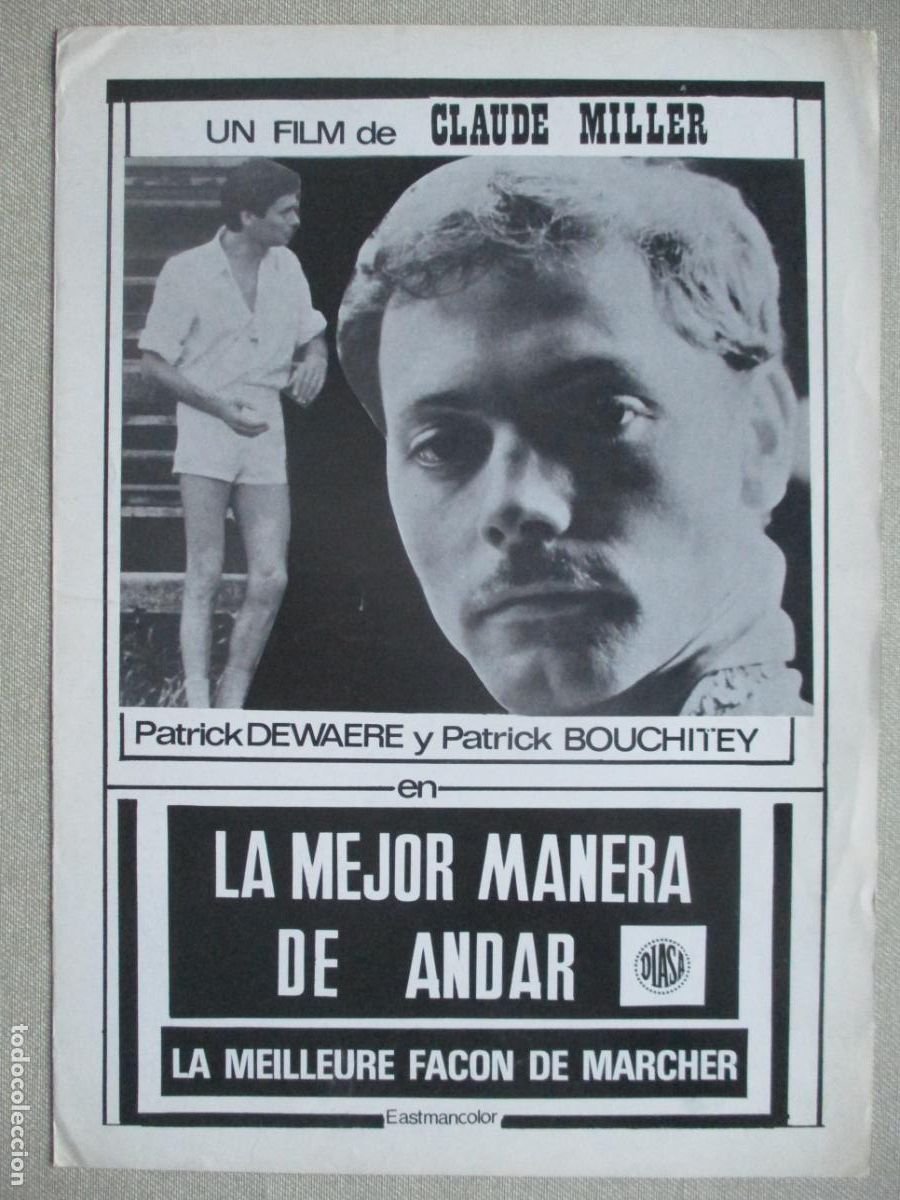 UN FILM de CLAUDE MILLER
Patrick DEWAERE y Patrick BOUCHITEY
en
LA MEJOR MANERA
DE ANDAR
DIASA
LA MEILLEURE FACON DE MARCHER
Eastmancolor
todocoleccion